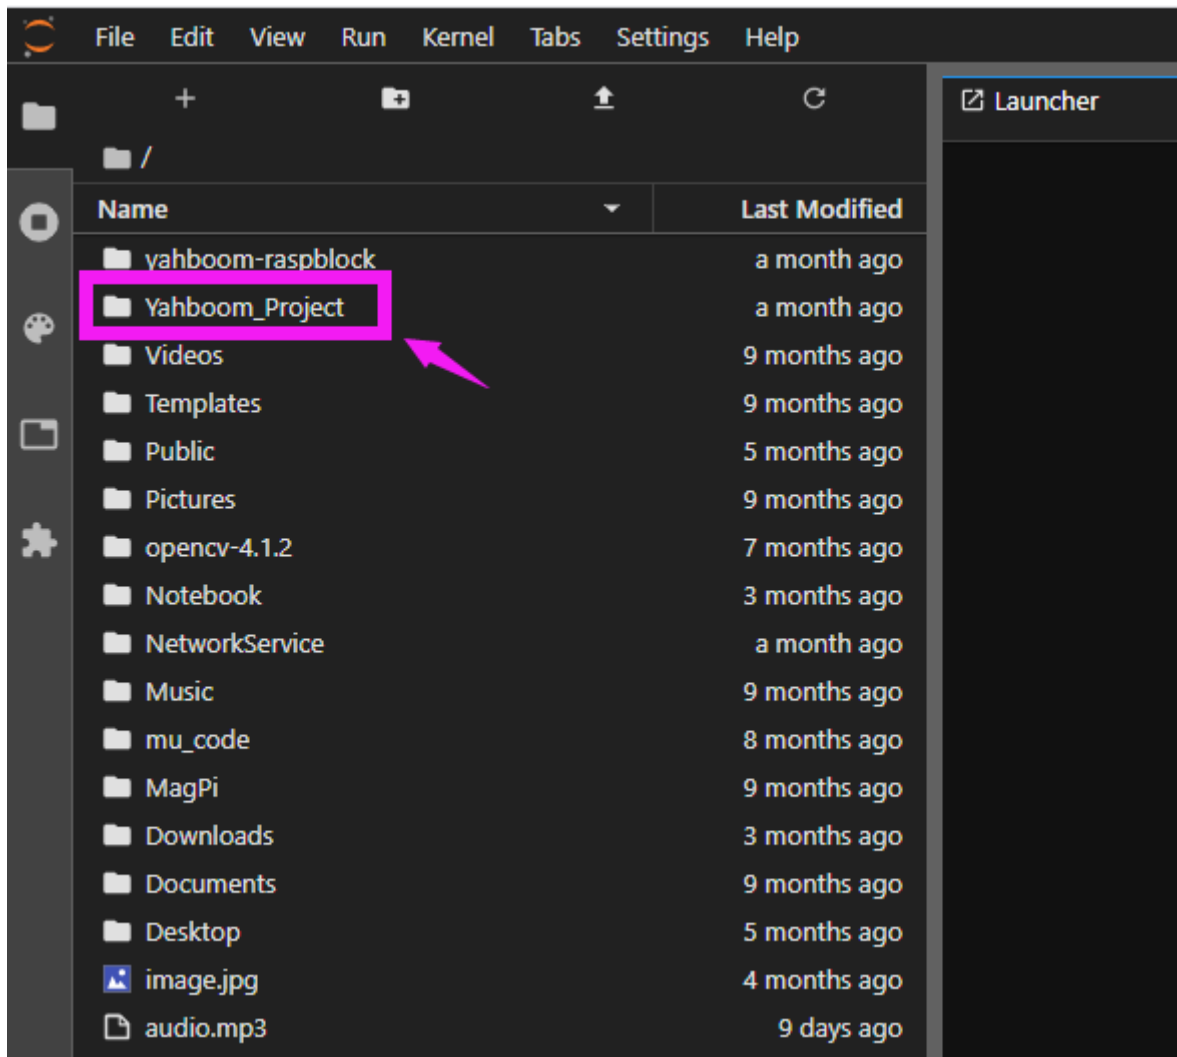 File Edit View Run Kernel Tabs Settings Help
Launcher
/
Name Last Modified
yahboom-raspblock a month ago
Yahboom_Project a month ago
Videos 9 months ago
Templates 9 months ago
Public 5 months ago
Pictures 9 months ago
opencv-4.1.2 7 months ago
Notebook 3 months ago
NetworkService a month ago
Music 9 months ago
mu_code 8 months ago
MagPi 9 months ago
Downloads 3 months ago
Documents 9 months ago
Desktop 5 months ago
image.jpg 4 months ago
audio.mp3 9 days ago